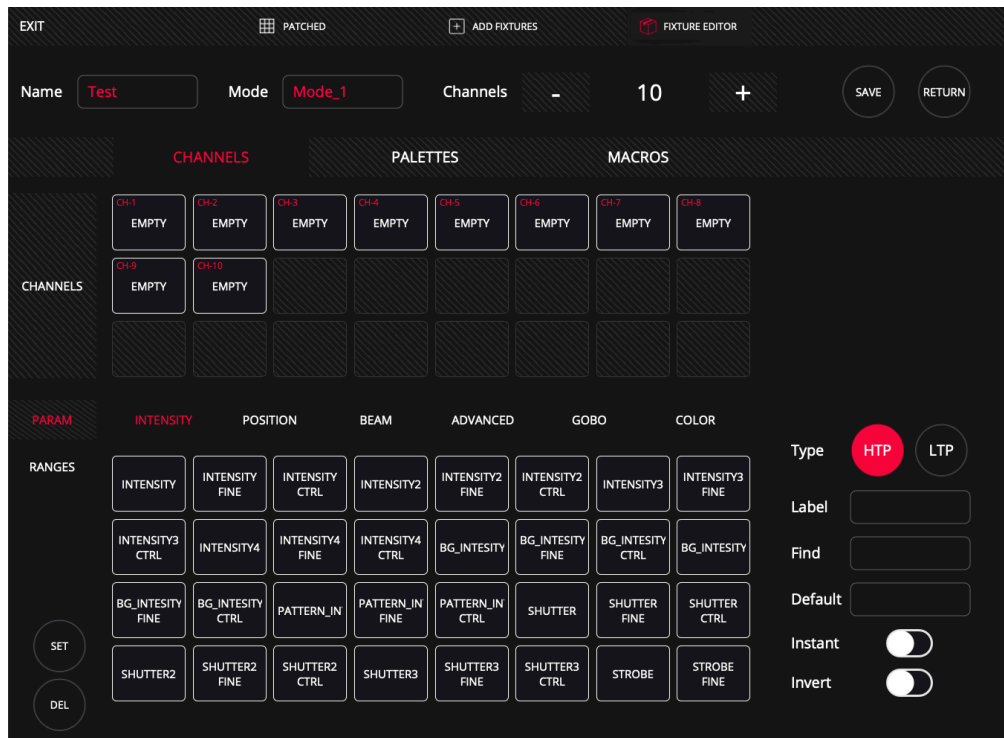 EXIT PATCHED ADD FIXTURES FIXTURE EDITOR
Name Test Mode Mode_1 Channels - 10 + SAVE RETURN
CHANNELS PALETTES MACROS
CH-1 CH-2 CH-3 CH-4 CH-5 CH-6 CH-7 CH-8
EMPTY EMPTY EMPTY EMPTY EMPTY EMPTY EMPTY EMPTY
CH-9 CH-10
CHANNELS EMPTY EMPTY
PARAM INTENSITY POSITION BEAM ADVANCED GOBO COLOR
RANGES
INTENSITY
INTENSITY
FINE
INTENSITY
CTRL
INTENSITY2
INTENSITY2
FINE
INTENSITY2
CTRL
INTENSITY3
INTENSITY3
FINE
INTENSITY3
CTRL
INTENSITY4
INTENSITY4
FINE
INTENSITY4
CTRL
BG_INTESITY
BG_INTESITY
FINE
BG_INTESITY
CTRL
BG_INTESITY
BG_INTESITY
FINE
BG_INTESITY
CTRL
PATTERN_IN
PATTERN_IN
FINE
PATTERN_IN
CTRL
SHUTTER
SHUTTER
FINE
SHUTTER
CTRL
SHUTTER2
SHUTTER2
FINE
SHUTTER2
CTRL
SHUTTER3
SHUTTER3
FINE
SHUTTER3
CTRL
STROBE
STROBE
FINE
SET
DEL
Type HTP LTP
Label
Find
Default
Instant
Invert